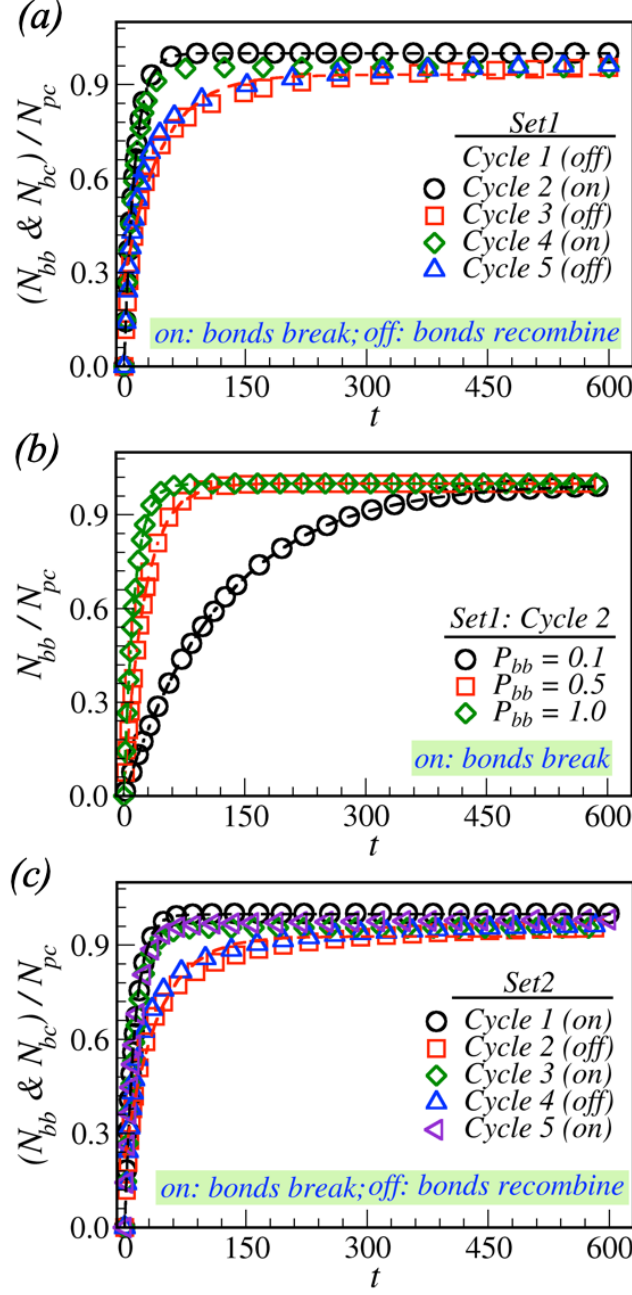 (a)
(N_bb & N_bc) / N_pc
0.9
0.6
0.3
0.0
Set1
Cycle 1 (off)
Cycle 2 (on)
Cycle 3 (off)
Cycle 4 (on)
Cycle 5 (off)
on: bonds break; off: bonds recombine
0 150 300 450 600
t
(b)
N_bb / N_pc
0.9
0.6
0.3
0.0
Set1: Cycle 2
P_bb = 0.1
P_bb = 0.5
P_bb = 1.0
on: bonds break
0 150 300 450 600
t
(c)
(N_bb & N_bc) / N_pc
0.9
0.6
0.3
0.0
Set2
Cycle 1 (on)
Cycle 2 (off)
Cycle 3 (on)
Cycle 4 (off)
Cycle 5 (on)
on: bonds break; off: bonds recombine
0 150 300 450 600
t